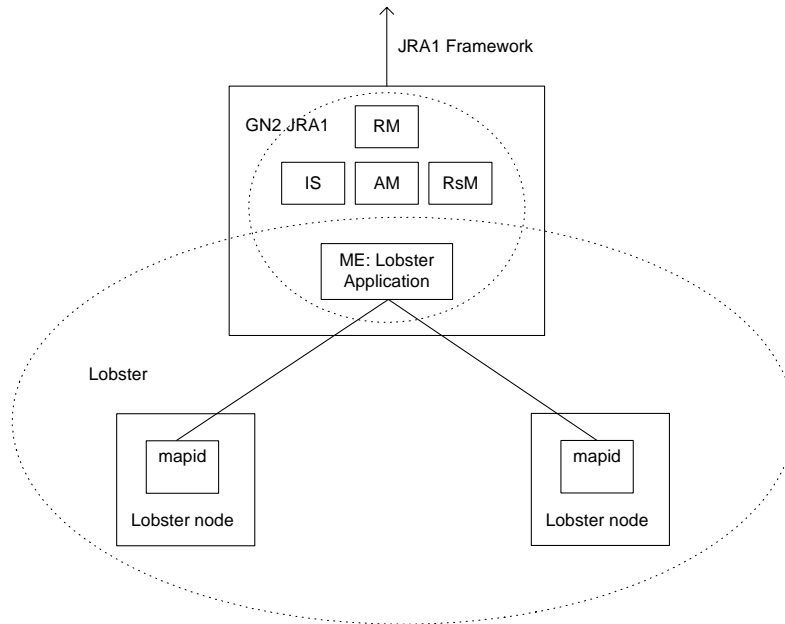 JRA1 Framework
GN2 JRA1
RM
IS
AM
RsM
ME: Lobster
Application
Lobster
mapid
Lobster node
mapid
Lobster node